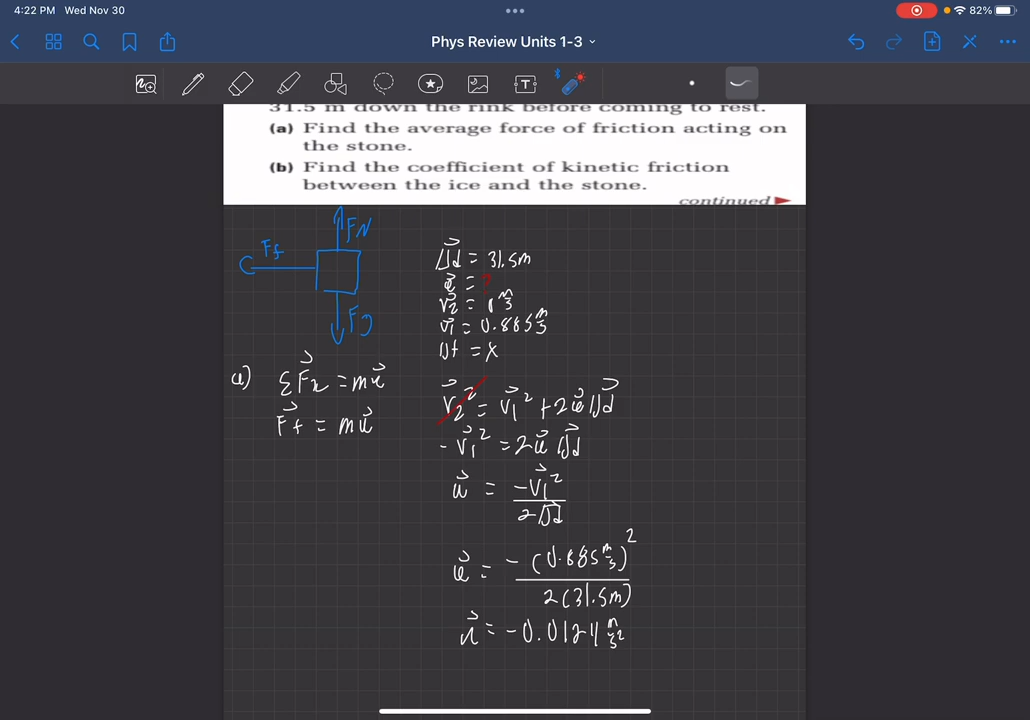 4:22 PM Wed Nov 30
82%
Phys Review Units 1-3
T
31.5 m down the rink before coming to rest.
(a) Find the average force of friction acting on
the stone.
(b) Find the coefficient of kinetic friction
between the ice and the stone.
continued
FN
Ff
Fg
Δd = 31.5m
a = ?
v2 = 0 m/s
v1 = 0.885 m/s
Δt = x
a) ΣFx = ma
Ff = ma
v2² = v1² + 2aΔd
-v1² = 2aΔd
a = -v1² / 2Δd
a = -(0.885 m/s)² / 2(31.5m)
a = -0.0124 m/s²